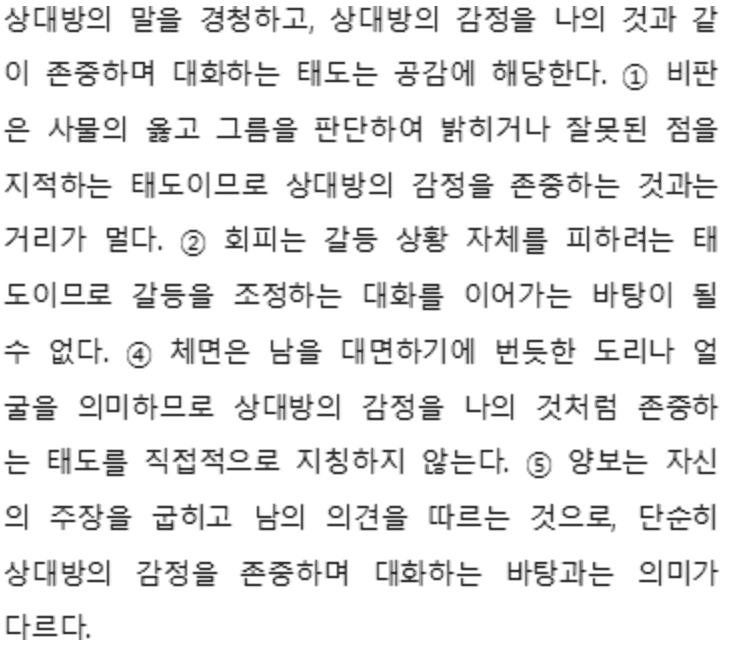 상대방의 말을 경청하고, 상대방의 감정을 나의 것과 같
이 존중하며 대화하는 태도는 공감에 해당한다. ① 비판
은 사물의 옳고 그름을 판단하여 밝히거나 잘못된 점을
지적하는 태도이므로 상대방의 감정을 존중하는 것과는
거리가 멀다. ② 회피는 갈등 상황 자체를 피하려는 태
도이므로 갈등을 조정하는 대화를 이어가는 바탕이 될
수 없다. ④ 체면은 남을 대면하기에 번듯한 도리나 얼
굴을 의미하므로 상대방의 감정을 나의 것처럼 존중하
는 태도를 직접적으로 지칭하지 않는다. ⑤ 양보는 자신
의 주장을 굽히고 남의 의견을 따르는 것으로, 단순히
상대방의 감정을 존중하며 대화하는 바탕과는 의미가
다르다.